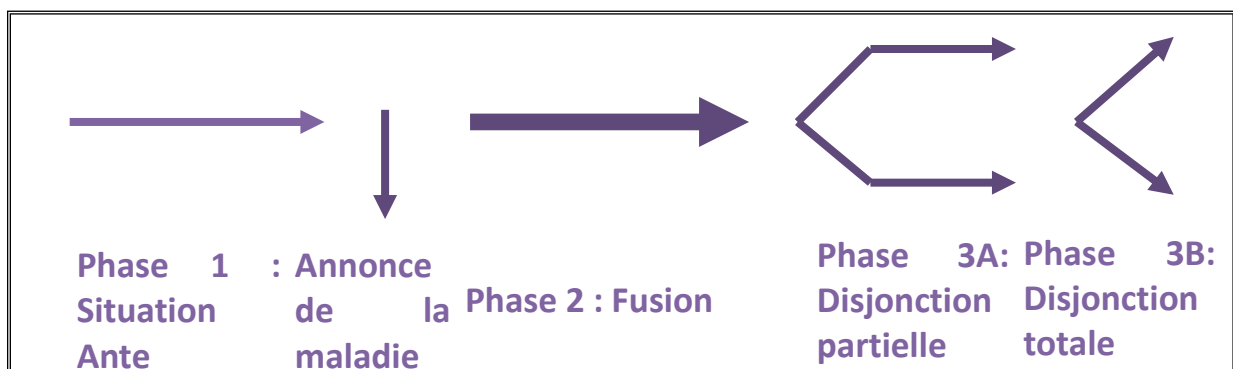 Phase 1 :
Situation
Ante
Annonce
de la
maladie
Phase 2 : Fusion
Phase 3A:
Disjonction
partielle
Phase 3B:
Disjonction
totale